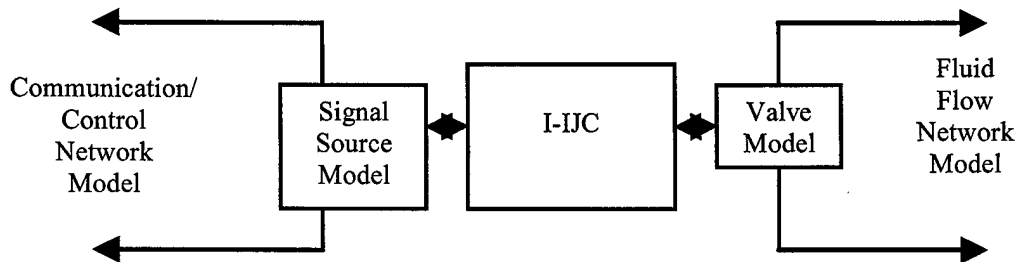 Communication/
Control
Network
Model
Signal
Source
Model
I-IJC
Valve
Model
Fluid
Flow
Network
Model